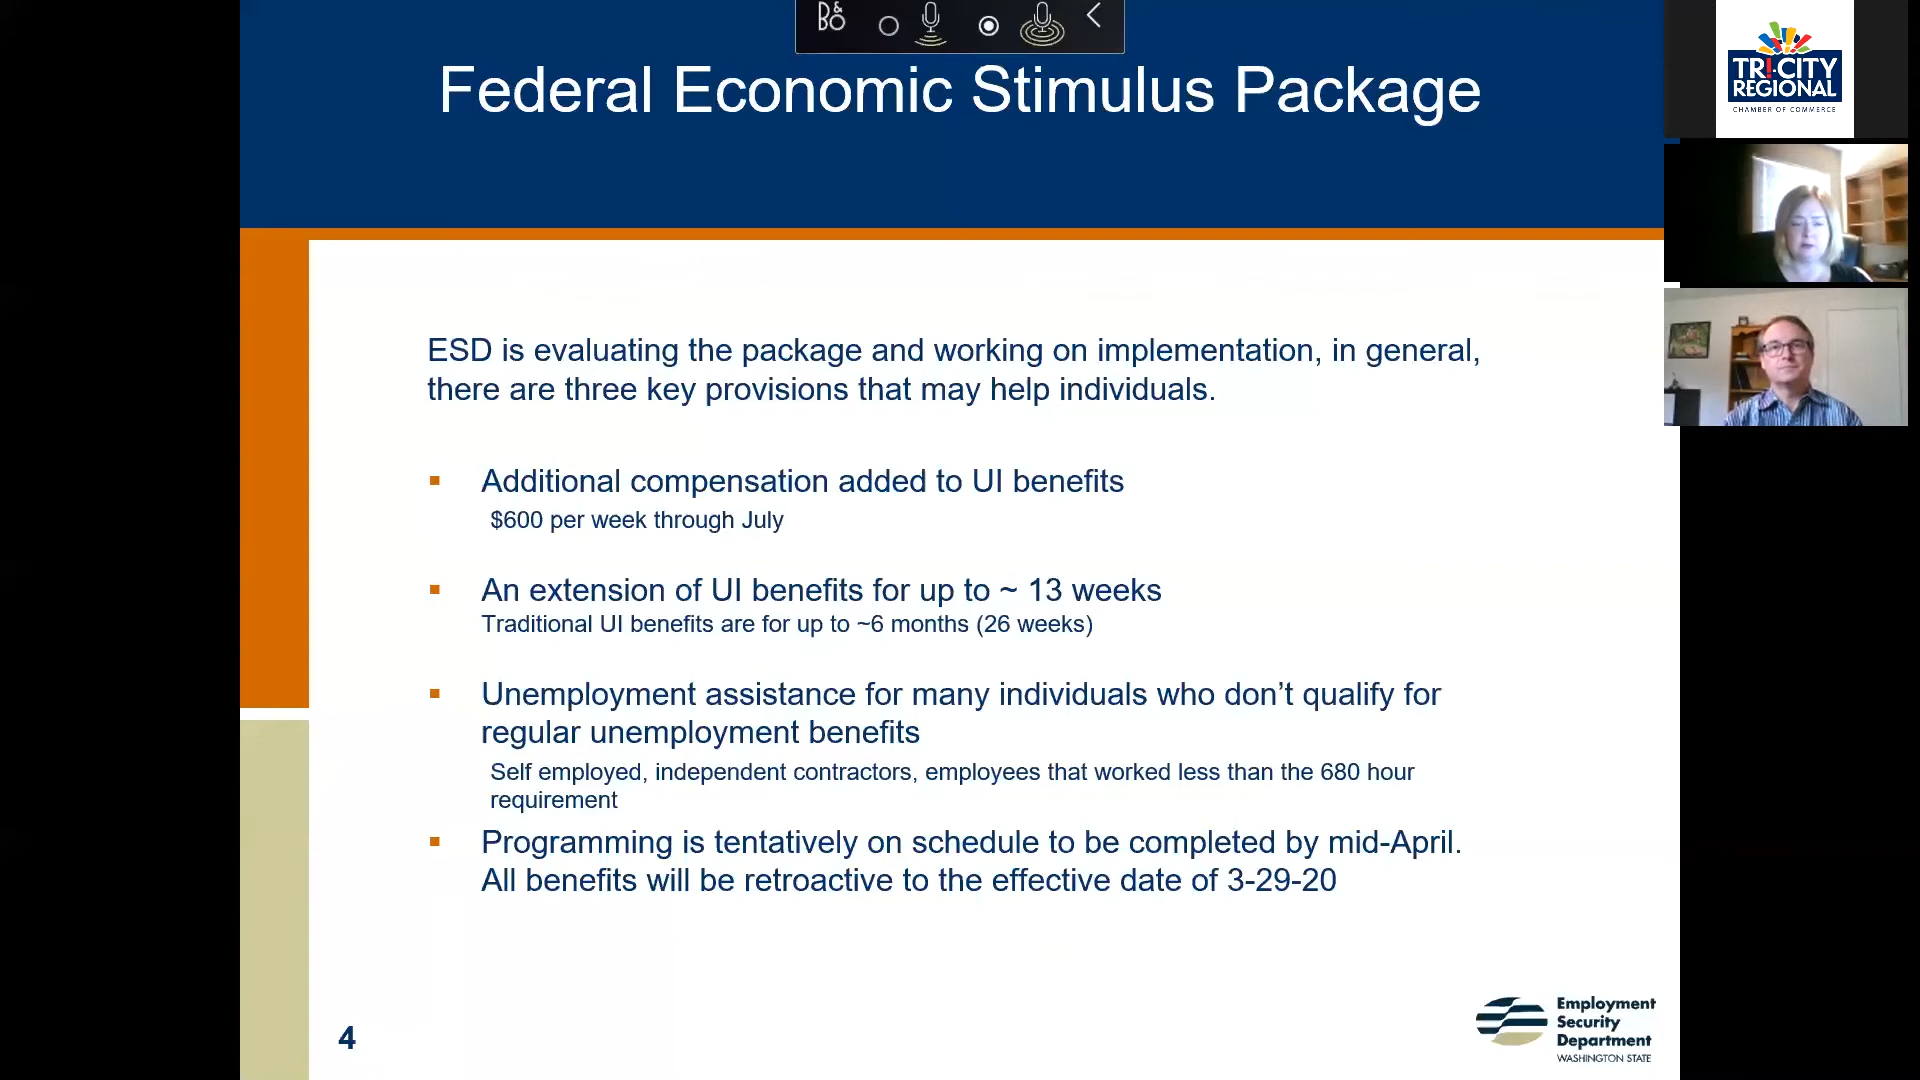 B&O
Federal Economic Stimulus Package
TR!-CITY
REGIONAL
CHAMBER OF COMMERCE
ESD is evaluating the package and working on implementation, in general,
there are three key provisions that may help individuals.
▪ Additional compensation added to UI benefits
$600 per week through July
▪ An extension of UI benefits for up to ~ 13 weeks
Traditional UI benefits are for up to ~6 months (26 weeks)
▪ Unemployment assistance for many individuals who don’t qualify for
regular unemployment benefits
Self employed, independent contractors, employees that worked less than the 680 hour
requirement
▪ Programming is tentatively on schedule to be completed by mid-April.
All benefits will be retroactive to the effective date of 3-29-20
4
Employment
Security
Department
WASHINGTON STATE